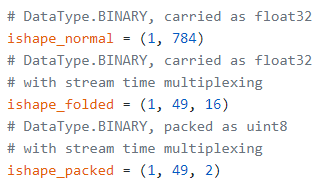 # DataType.BINARY, carried as float32
ishape_normal = (1, 784)
# DataType.BINARY, carried as float32
# with stream time multiplexing
ishape_folded = (1, 49, 16)
# DataType.BINARY, packed as uint8
# with stream time multiplexing
ishape_packed = (1, 49, 2)